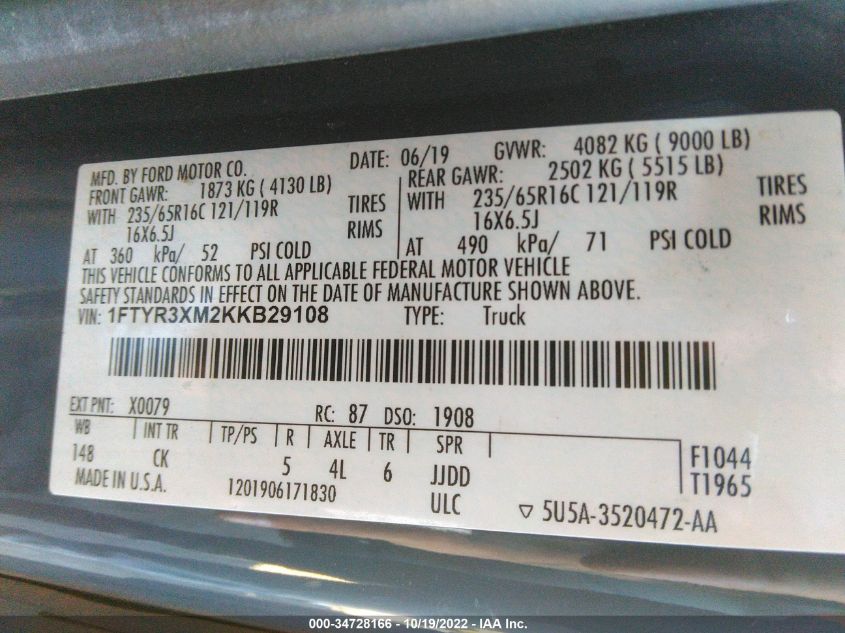 MFD. BY FORD MOTOR CO. DATE: 06/19 GVWR: 4082 KG ( 9000 LB)
FRONT GAWR: 1873 KG ( 4130 LB) REAR GAWR: 2502 KG ( 5515 LB)
WITH 235/65R16C 121/119R TIRES WITH 235/65R16C 121/119R TIRES
16X6.5J RIMS 16X6.5J RIMS
AT 360 kPa/ 52 PSI COLD AT 490 kPa/ 71 PSI COLD
THIS VEHICLE CONFORMS TO ALL APPLICABLE FEDERAL MOTOR VEHICLE
SAFETY STANDARDS IN EFFECT ON THE DATE OF MANUFACTURE SHOWN ABOVE.
VIN: 1FTYR3XM2KKB29108 TYPE: Truck
EXT PNT: X0079 RC: 87 DSO: 1908
WB INT TR TP/PS R AXLE TR SPR F1044
148 CK 5 4L 6 JJDD T1965
MADE IN U.S.A. 1201906171830 ULC ▽ 5U5A-3520472-AA
000-34728166 - 10/19/2022 - IAA Inc.